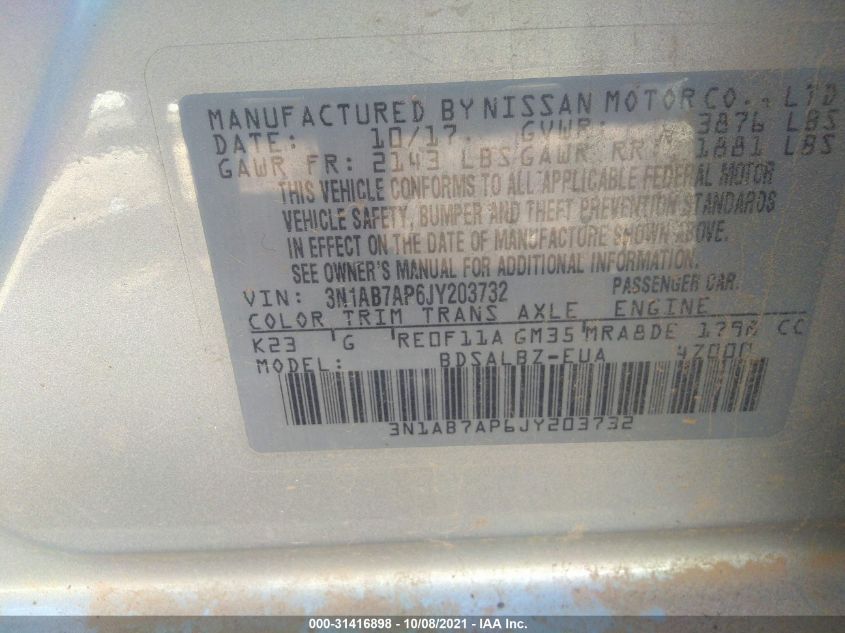 MANUFACTURED BY NISSAN MOTOR CO., LTD
DATE: 10/17 GVWR: 3876 LBS
GAWR FR: 2143 LBS GAWR RR: 1881 LBS
THIS VEHICLE CONFORMS TO ALL APPLICABLE FEDERAL MOTOR
VEHICLE SAFETY, BUMPER AND THEFT PREVENTION STANDARDS
IN EFFECT ON THE DATE OF MANUFACTURE SHOWN ABOVE.
SEE OWNER'S MANUAL FOR ADDITIONAL INFORMATION.
VIN: 3N1AB7AP6JY203732 PASSENGER CAR.
COLOR TRIM TRANS AXLE ENGINE
K23 G RE0F11A GM35 MRA8DE 1798 CC
MODEL: BDSALBZ-EUA 47000
3N1AB7AP6JY203732
000-31416898 - 10/08/2021 - IAA Inc.